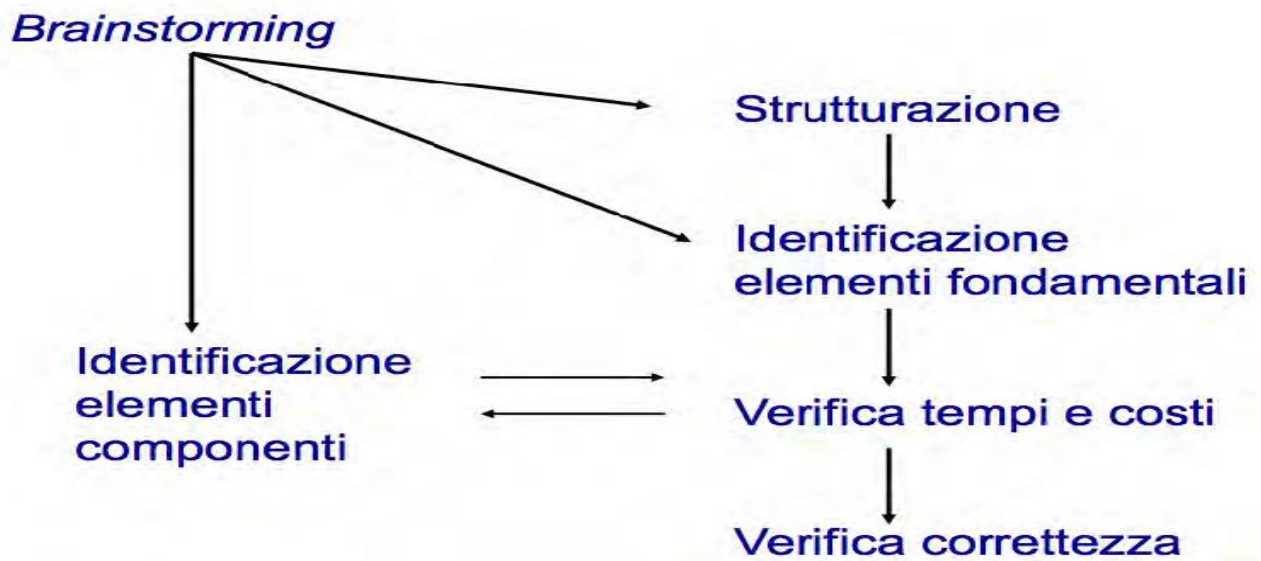 Brainstorming
Strutturazione
Identificazione
elementi fondamentali
Identificazione
elementi
componenti
Verifica tempi e costi
Verifica correttezza